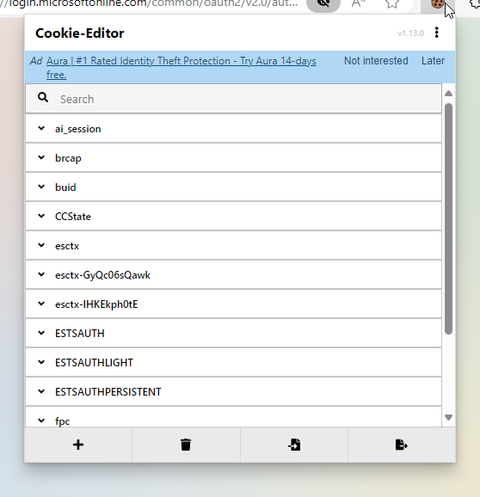 /login.microsoftonline.com/common/oauth2/v2.0/aut...
Cookie-Editor
v1.13.0
Ad Aura | #1 Rated Identity Theft Protection - Try Aura 14-days free.
Not interested
Later
Search
ai_session
brcap
buid
CCState
esctx
esctx-GyQc06sQawk
esctx-IHKEkph0tE
ESTSAUTH
ESTSAUTHLIGHT
ESTSAUTHPERSISTENT
fpc